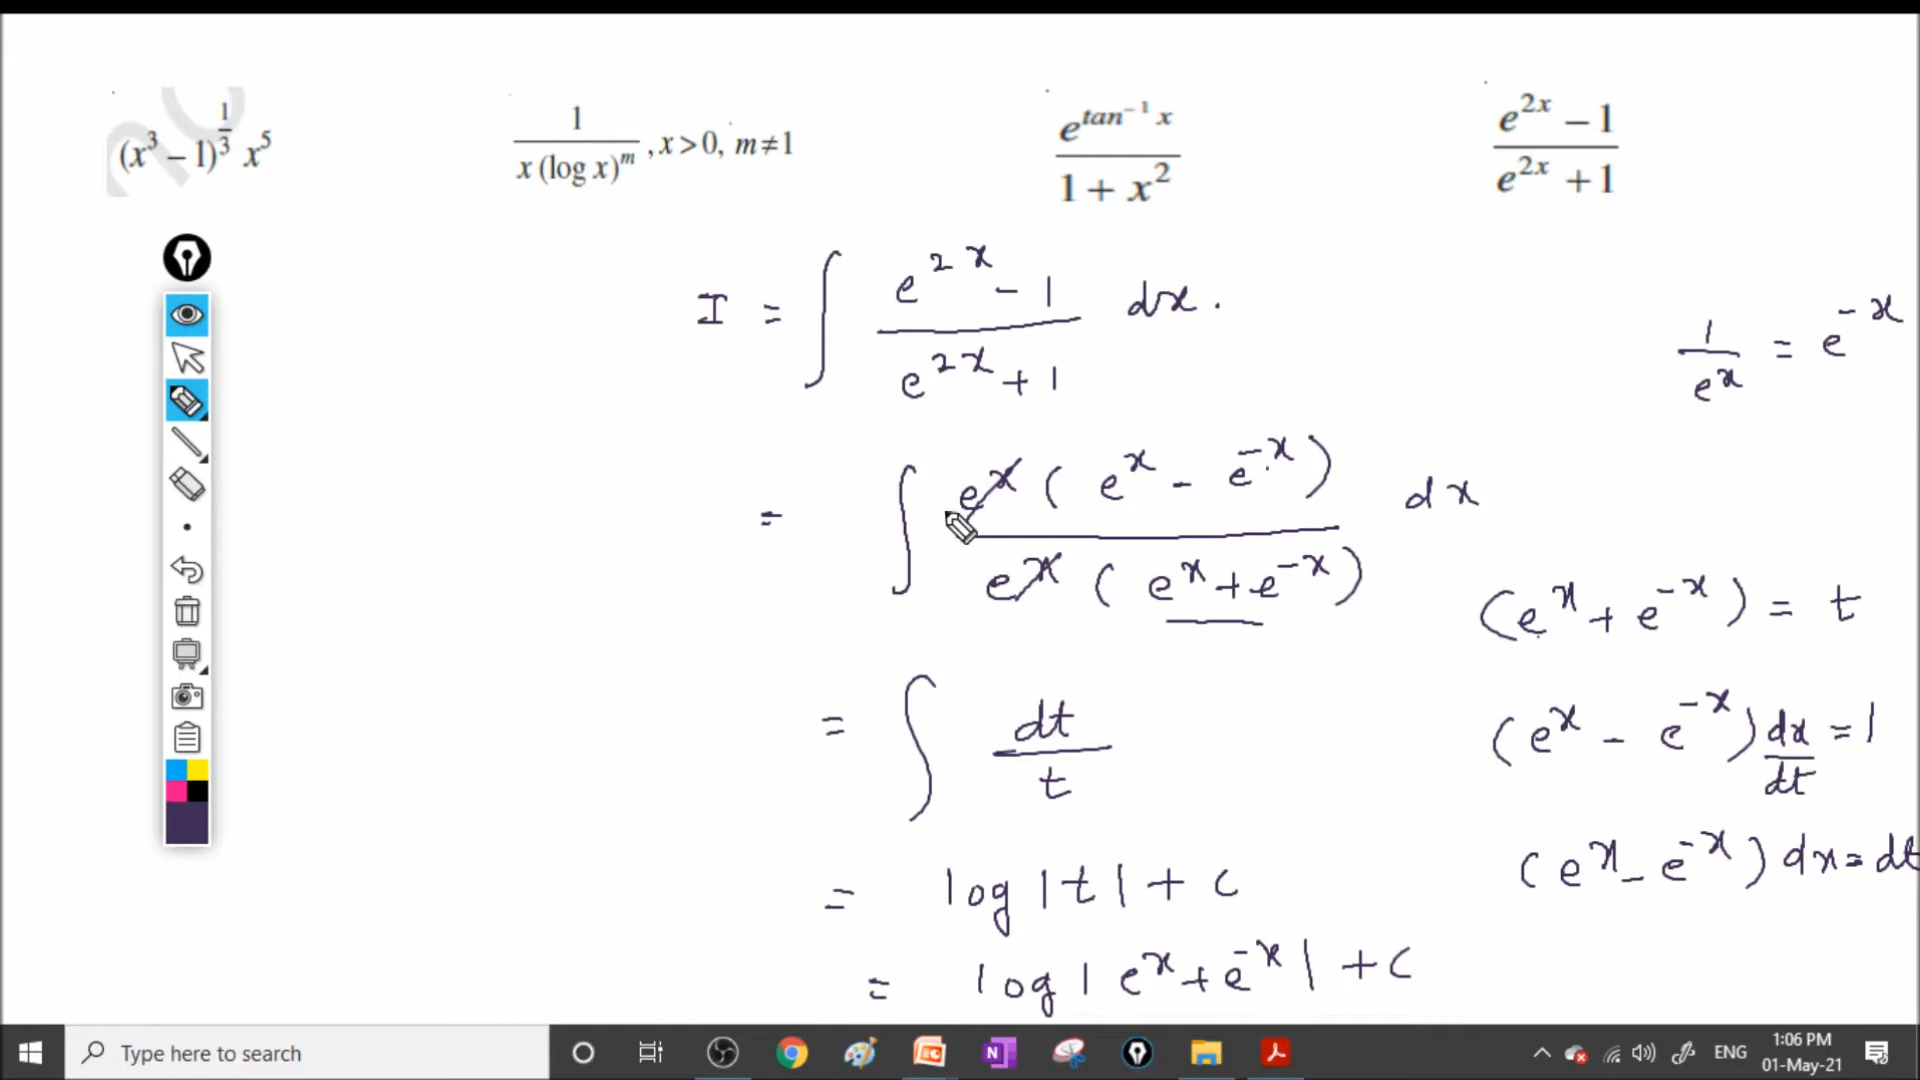 (x³ – 1)^{1/3} x⁵
1 / x (log x)^m , x > 0, m ≠ 1
e^{tan⁻¹ x} / 1 + x²
e^{2x} – 1 / e^{2x} + 1
I = ∫ e^{2x} - 1 / e^{2x} + 1 dx.
1 / e^x = e^{-x}
= ∫ e^x ( e^x - e^{-x} ) / e^x ( e^x + e^{-x} ) dx
(e^x + e^{-x}) = t
= ∫ dt / t
(e^x - e^{-x}) dx / dt = 1
(e^x - e^{-x}) dx = dt
= log |t| + c
= log | e^x + e^{-x} | + c
Type here to search
ENG
1:06 PM
01-May-21